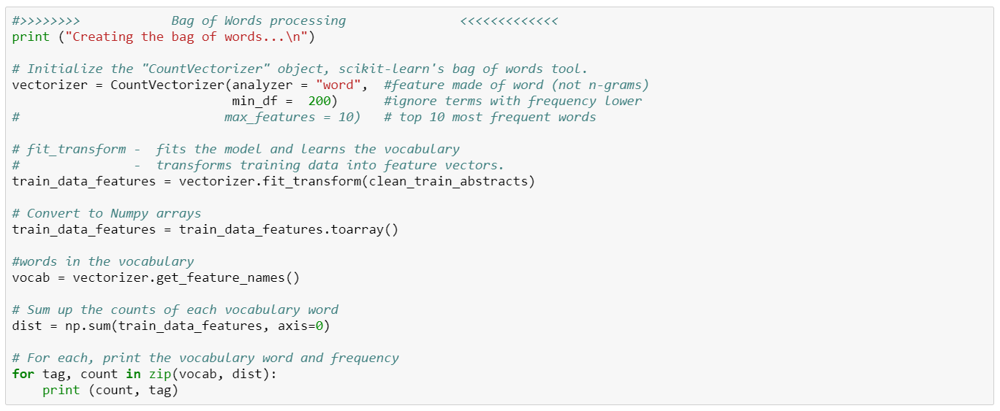 #>>>>>>>>            Bag of Words processing               <<<<<<<<<<<<<
print ("Creating the bag of words...\n")
# Initialize the "CountVectorizer" object, scikit-learn's bag of words tool.
vectorizer = CountVectorizer(analyzer = "word",  #feature made of word (not n-grams)
                             min_df =  200)      #ignore terms with frequency lower
#                           max_features = 10)   # top 10 most frequent words
# fit_transform -  fits the model and learns the vocabulary
#               -  transforms training data into feature vectors.
train_data_features = vectorizer.fit_transform(clean_train_abstracts)
# Convert to Numpy arrays
train_data_features = train_data_features.toarray()
#words in the vocabulary
vocab = vectorizer.get_feature_names()
# Sum up the counts of each vocabulary word
dist = np.sum(train_data_features, axis=0)
# For each, print the vocabulary word and frequency
for tag, count in zip(vocab, dist):
    print (count, tag)